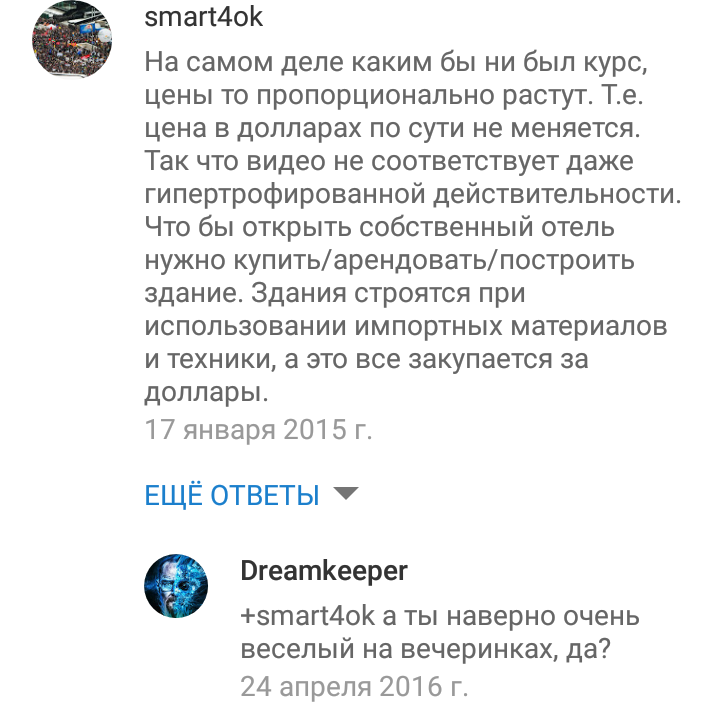 smart4ok
На самом деле каким бы ни был курс,
цены то пропорционально растут. Т.е.
цена в долларах по сути не меняется.
Так что видео не соответствует даже
гипертрофированной действительности.
Что бы открыть собственный отель
нужно купить/арендовать/построить
здание. Здания строятся при
использовании импортных материалов
и техники, а это все закупается за
доллары.
17 января 2015 г.
ЕЩЁ ОТВЕТЫ
Dreamkeeper
+smart4ok а ты наверно очень
веселый на вечеринках, да?
24 апреля 2016 г.